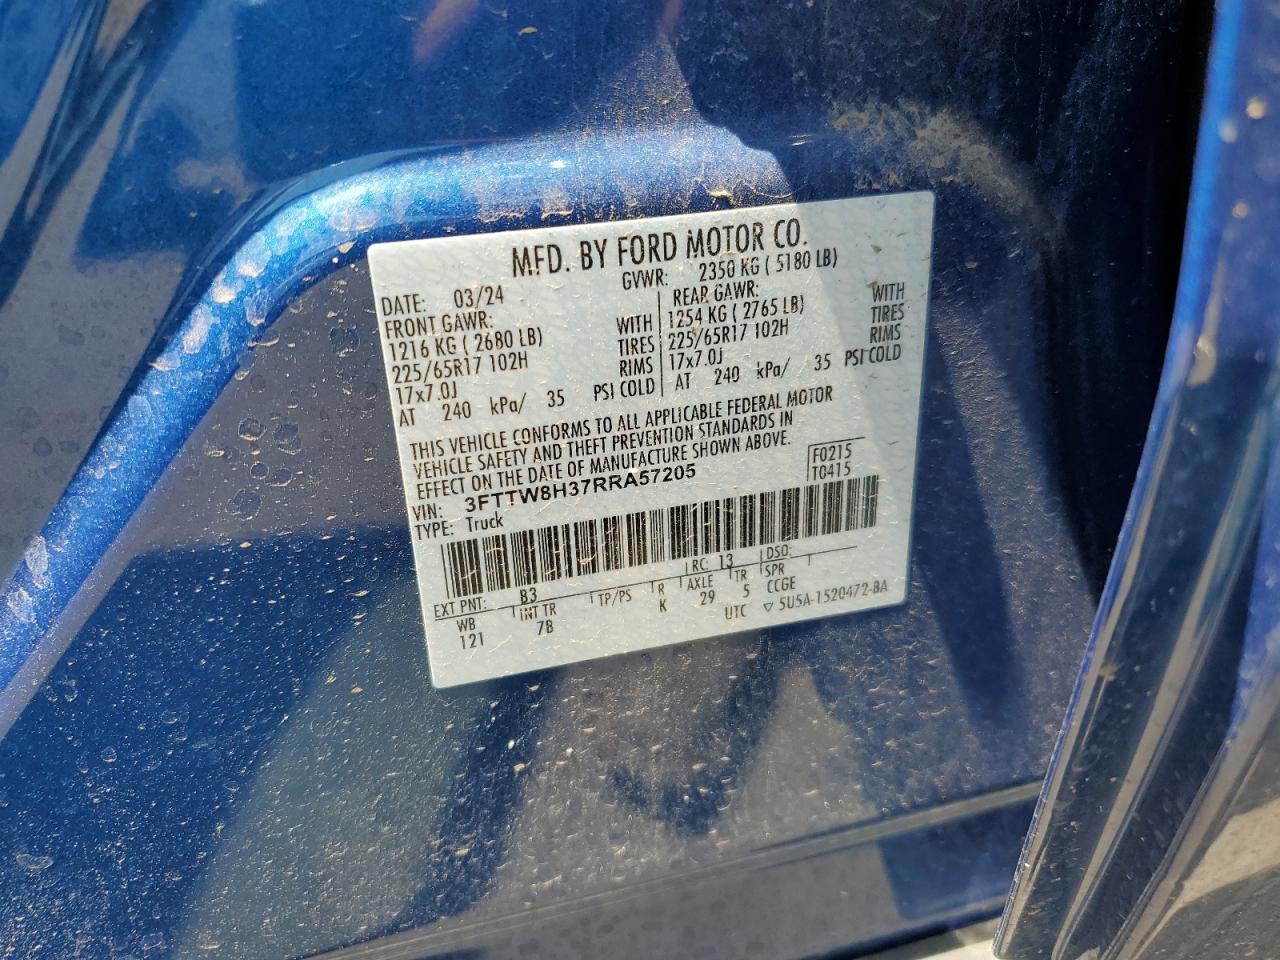 MFD. BY FORD MOTOR CO.
DATE: 03/24 GVWR: 2350 KG ( 5180 LB)
FRONT GAWR: REAR GAWR:
1216 KG ( 2680 LB) WITH 1254 KG ( 2765 LB) WITH
225/65R17 102H TIRES 225/65R17 102H TIRES
17x7.0J RIMS 17x7.0J RIMS
AT 240 kPa/ 35 PSI COLD AT 240 kPa/ 35 PSI COLD
THIS VEHICLE CONFORMS TO ALL APPLICABLE FEDERAL MOTOR
VEHICLE SAFETY AND THEFT PREVENTION STANDARDS IN
EFFECT ON THE DATE OF MANUFACTURE SHOWN ABOVE.
VIN: 3FTTW8H37RRA57205 F0215
TYPE: Truck T0415
EXT PNT: B3 RC: 13 DSO:
WB INT TR TP/PS R AXLE TR SPR
121 7B K 29 5 CCGE
UTC ▽ 5U5A-1520472-BA